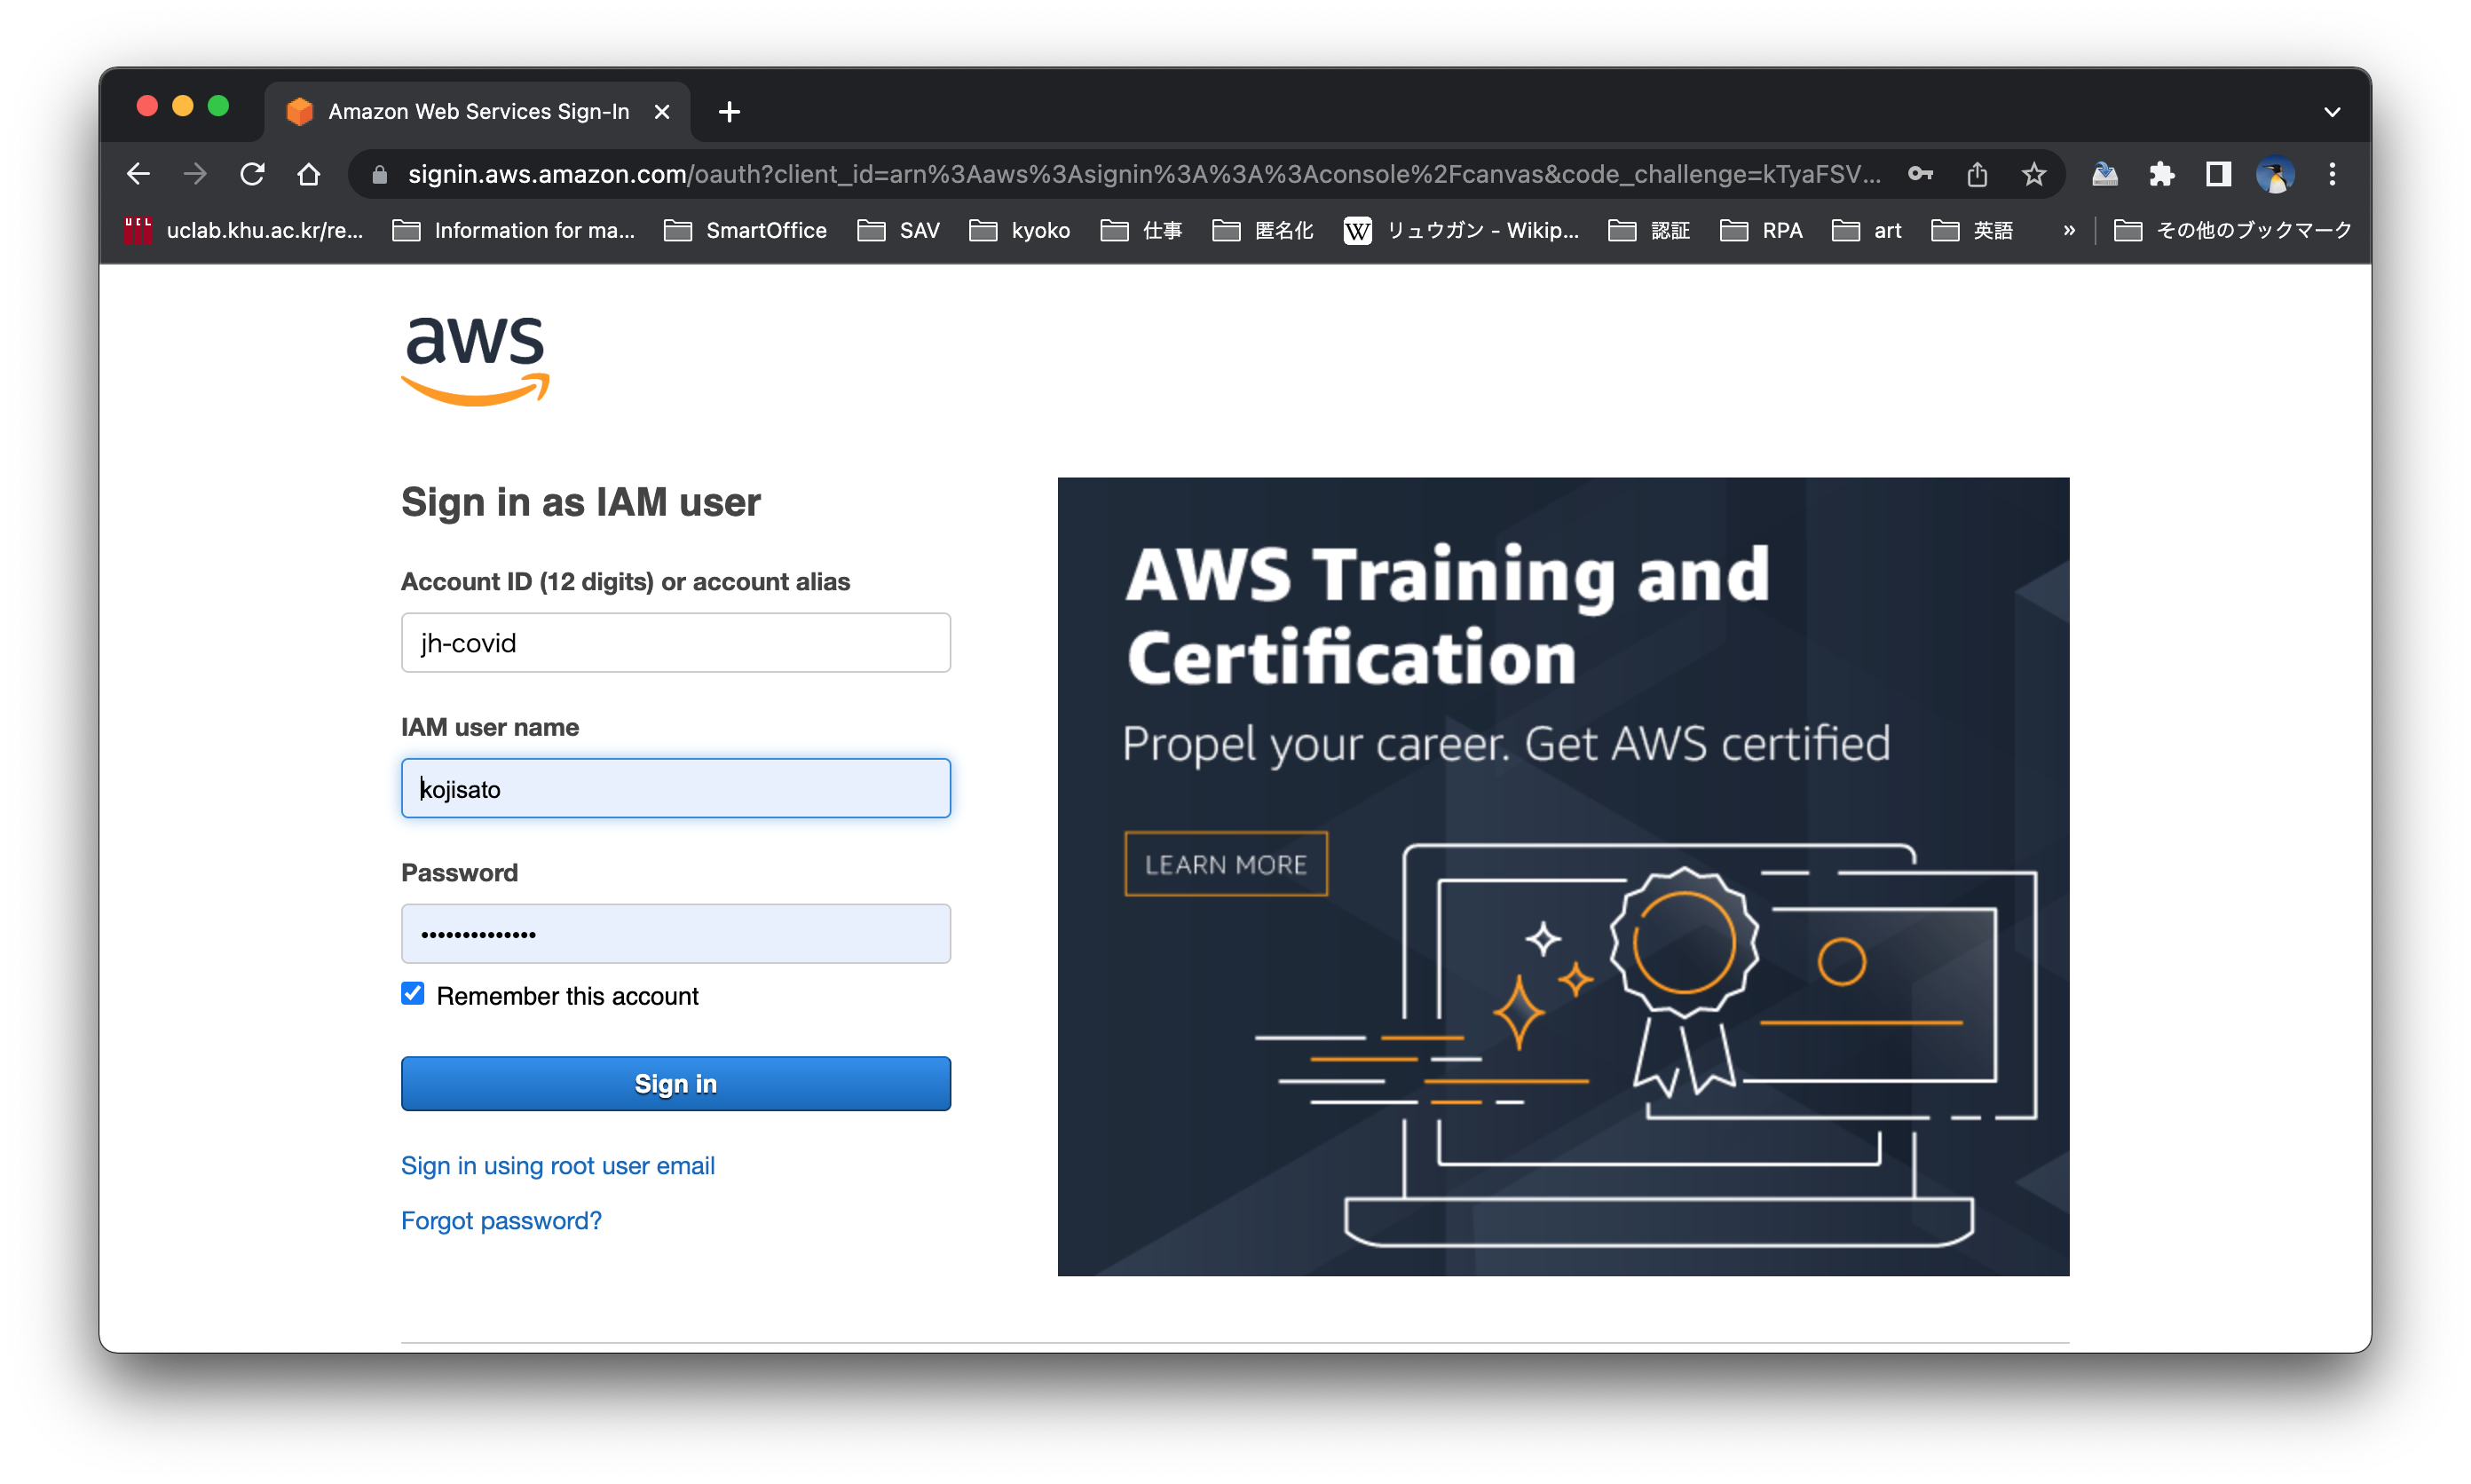 Amazon Web Services Sign-In
signin.aws.amazon.com/oauth?client_id=arn%3Aaws%3Asignin%3A%3A%3Aconsole%2Fcanvas&code_challenge=kTyaFSV...
UCL uclab.khu.ac.kr/re... Information for ma... SmartOffice SAV kyoko 仕事 匿名化 W リュウガン - Wikip... 認証 RPA art 英語 » その他のブックマーク
aws
Sign in as IAM user
Account ID (12 digits) or account alias
jh-covid
IAM user name
kojisato
Password
••••••••••••••
Remember this account
Sign in
Sign in using root user email
Forgot password?
AWS Training and
Certification
Propel your career. Get AWS certified
LEARN MORE